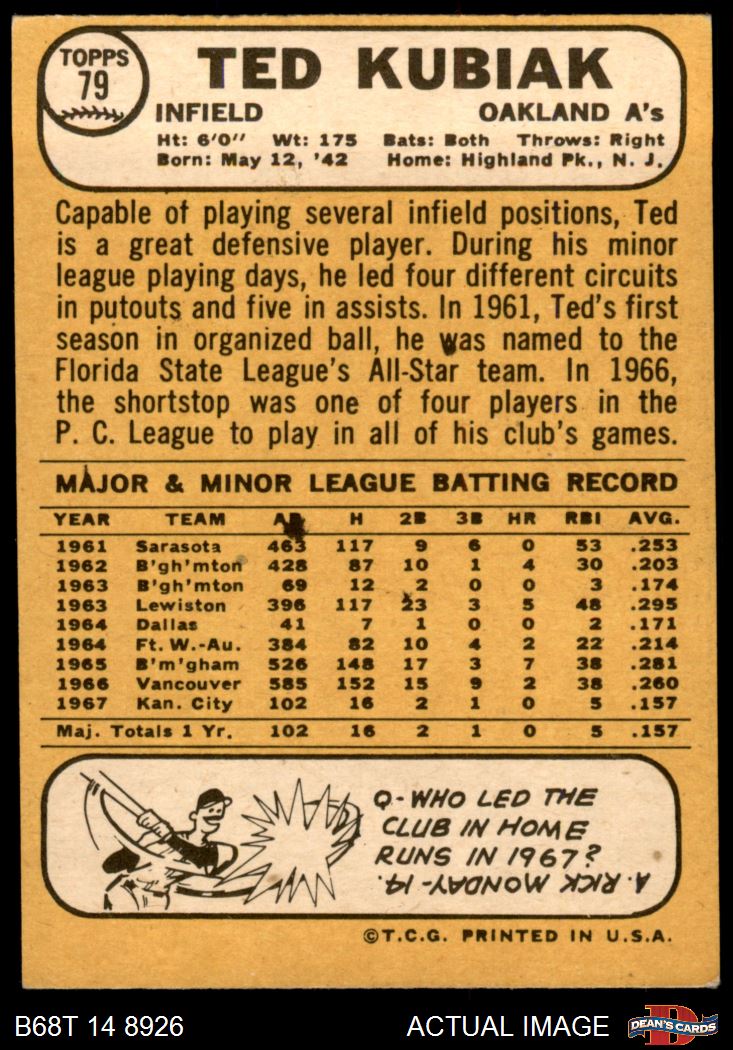 TOPPS
79
TED KUBIAK
INFIELD OAKLAND A's
Ht: 6'0" Wt: 175 Bats: Both Throws: Right
Born: May 12, '42 Home: Highland Pk., N. J.
Capable of playing several infield positions, Ted
is a great defensive player. During his minor
league playing days, he led four different circuits
in putouts and five in assists. In 1961, Ted's first
season in organized ball, he was named to the
Florida State League's All-Star team. In 1966,
the shortstop was one of four players in the
P. C. League to play in all of his club's games.
MAJOR & MINOR LEAGUE BATTING RECORD
YEAR TEAM AB H 2B 3B HR RBI AVG.
1961 Sarasota 463 117 9 6 0 53 .253
1962 B'gh'mton 428 87 10 1 4 30 .203
1963 B'gh'mton 69 12 2 0 0 3 .174
1963 Lewiston 396 117 23 3 5 48 .295
1964 Dallas 41 7 1 0 0 2 .171
1964 Ft. W.-Au. 384 82 10 4 2 22 .214
1965 B'm'gham 526 148 17 3 7 38 .281
1966 Vancouver 585 152 15 9 2 38 .260
1967 Kan. City 102 16 2 1 0 5 .157
Maj. Totals 1 Yr. 102 16 2 1 0 5 .157
Q-WHO LED THE
CLUB IN HOME
RUNS IN 1967?
A. RICK MONDAY-14.
©T.C.G. PRINTED IN U.S.A.
B68T 14 8926 ACTUAL IMAGE
D
DEAN'S CARDS